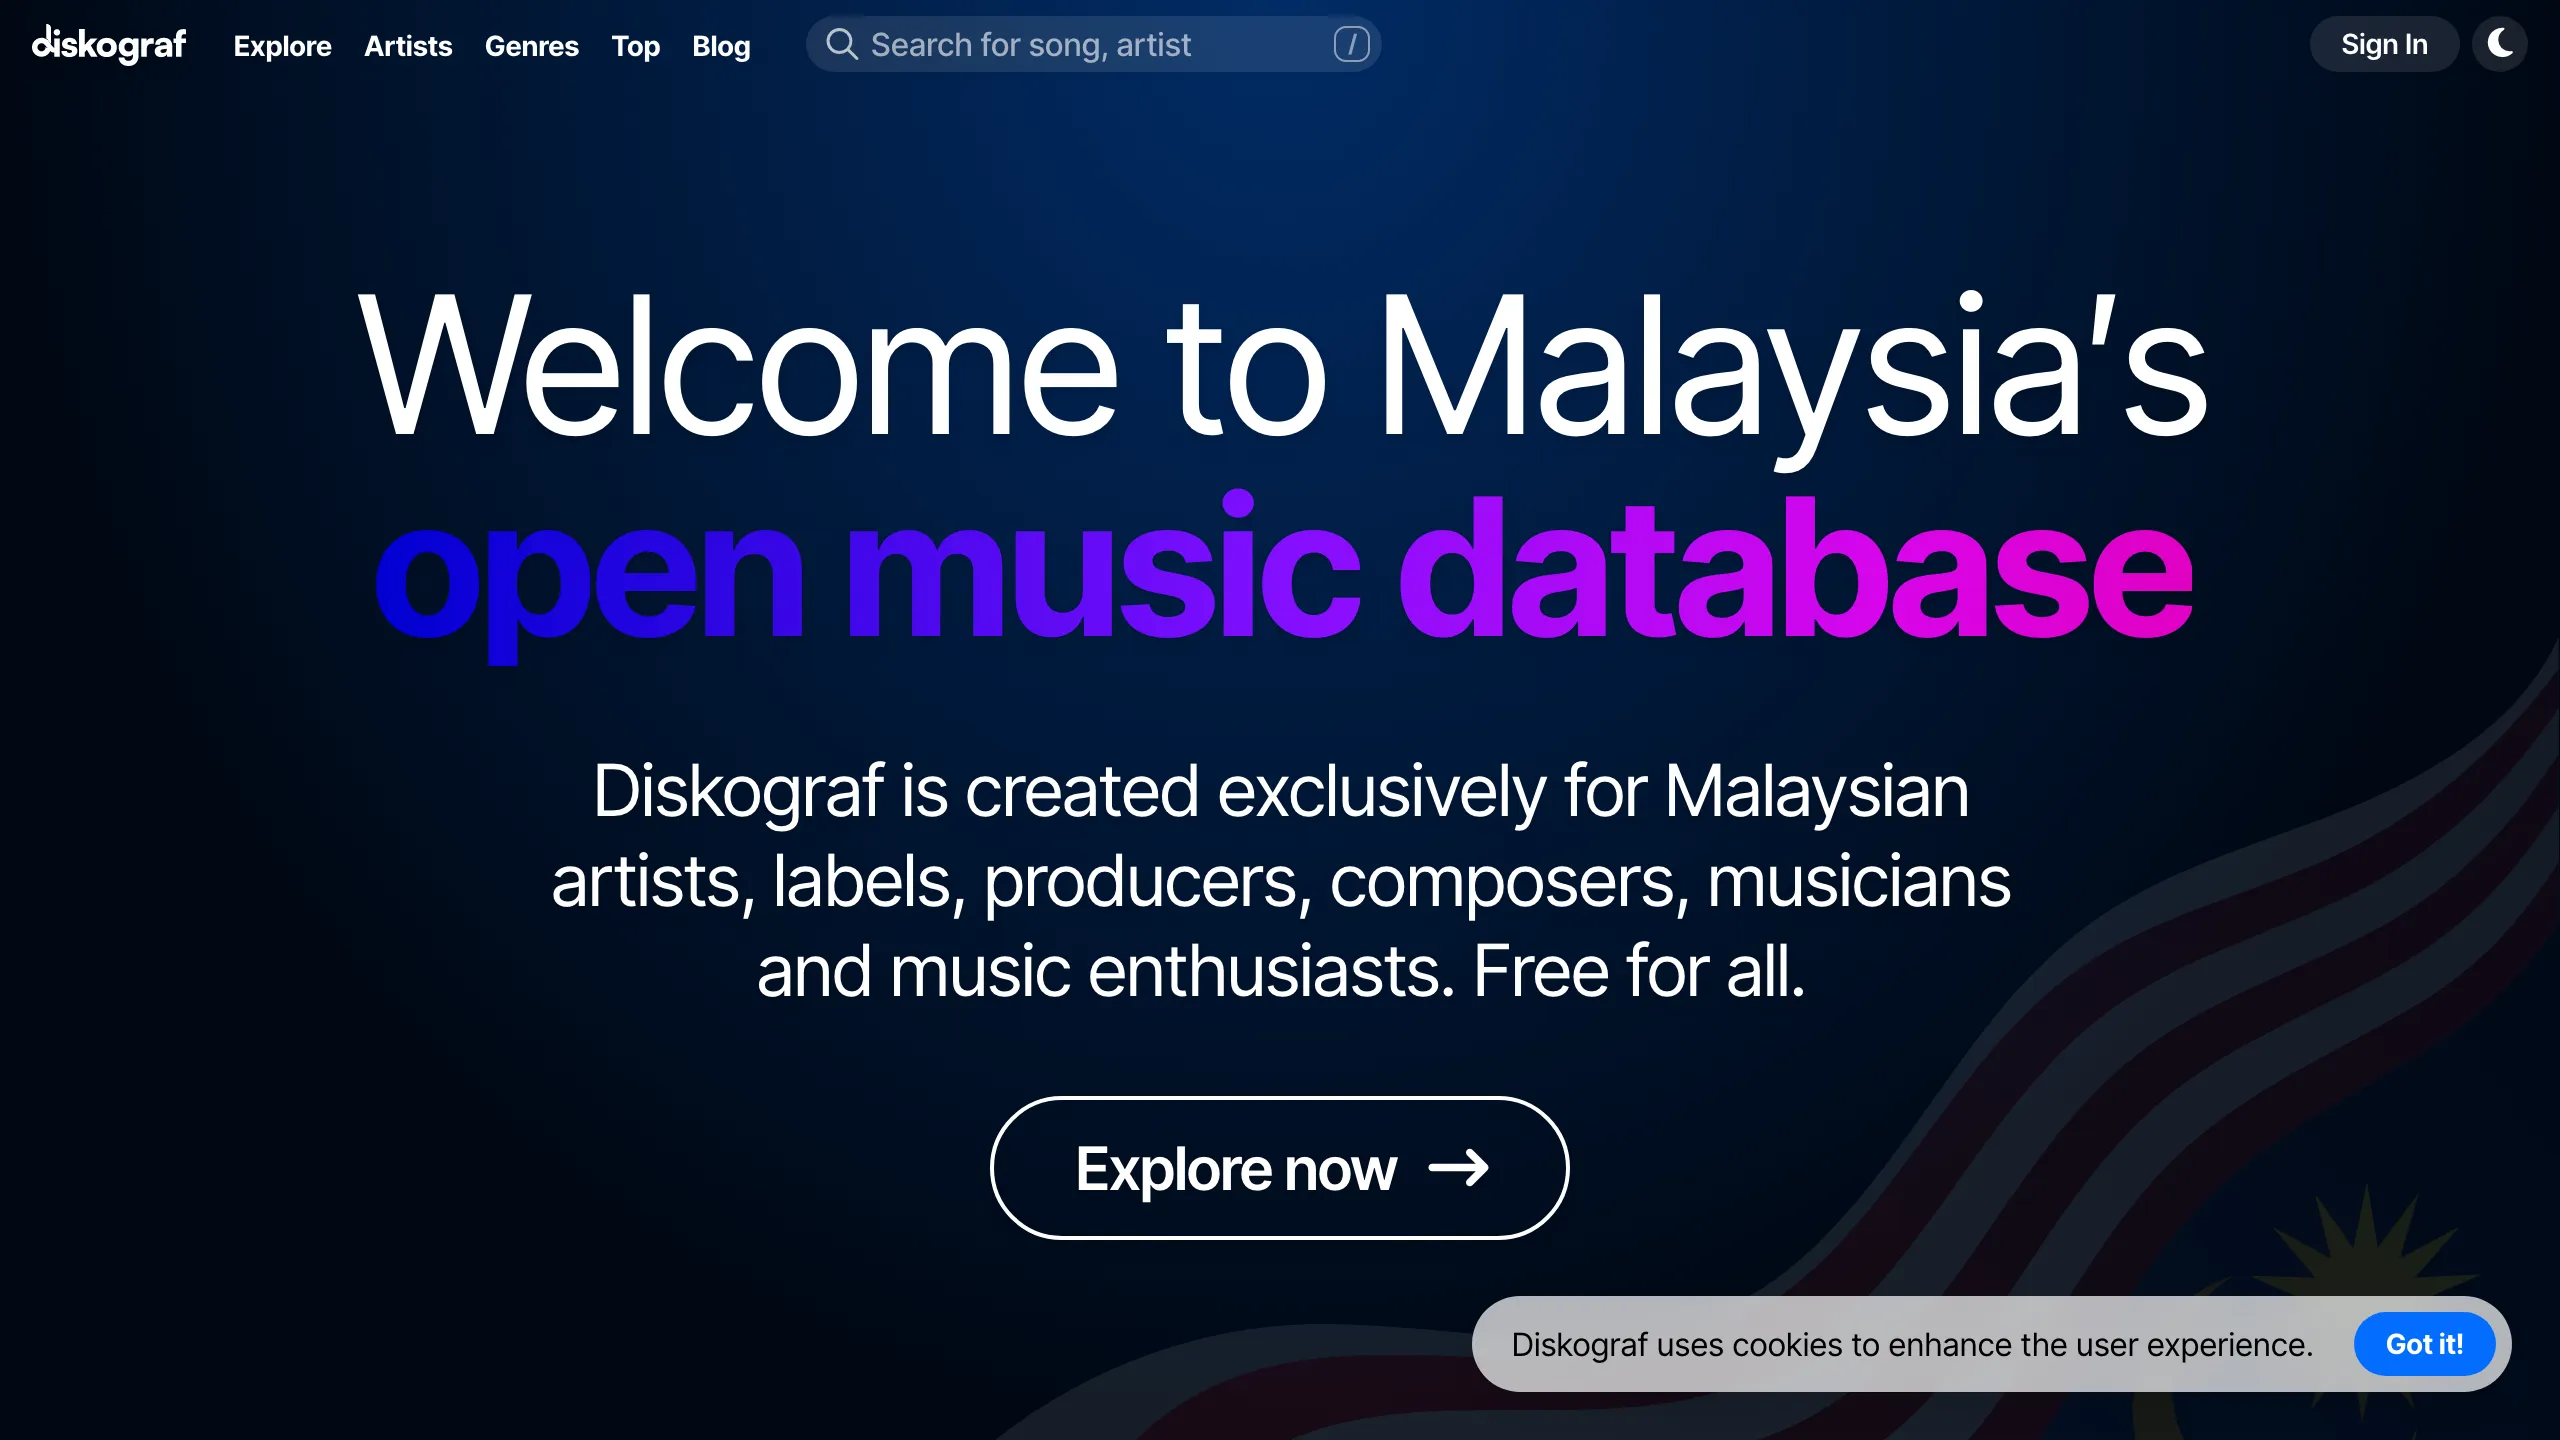 diskograf Explore Artists Genres Top Blog Search for song, artist / Sign In
Welcome to Malaysia's
open music database
Diskograf is created exclusively for Malaysian
artists, labels, producers, composers, musicians
and music enthusiasts. Free for all.
Explore now →
Diskograf uses cookies to enhance the user experience. Got it!